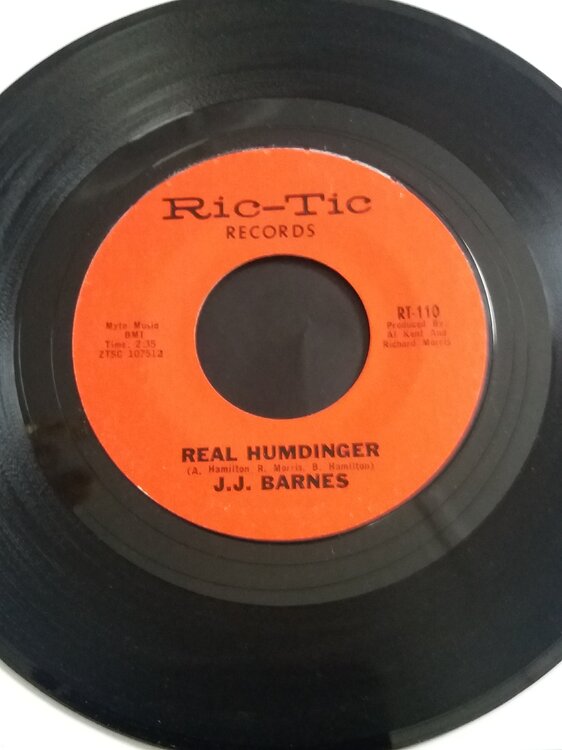 Ric-Tic
RECORDS
Myto Music
BMI
Time. 2:35
ZTSC 107512
RT-110
Produced By:
Al Kent And
Richard Morris
REAL HUMDINGER
(A. Hamilton R. Morris, B. Hamilton)
J.J. BARNES